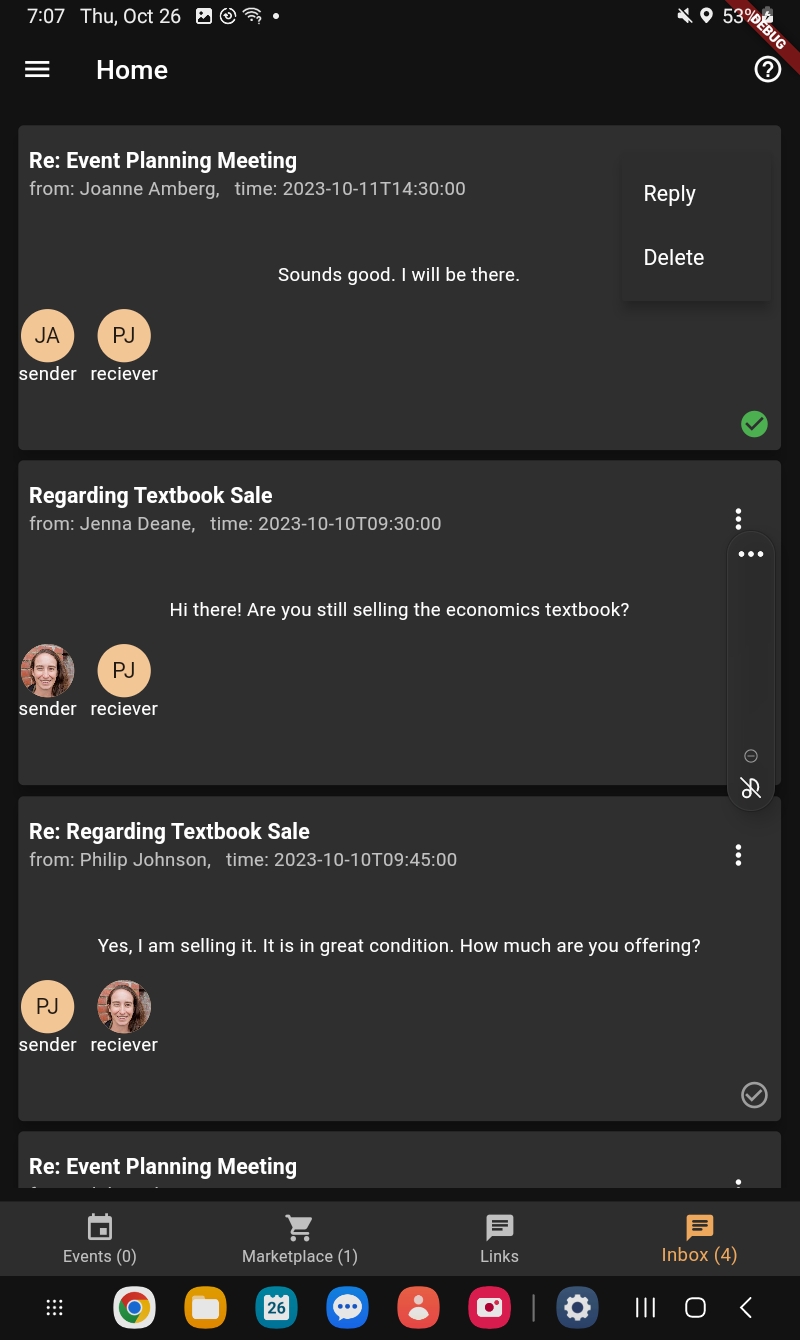 7:07 Thu, Oct 26
53%
DEBUG
Home
Re: Event Planning Meeting
from: Joanne Amberg, time: 2023-10-11T14:30:00
Reply
Delete
Sounds good. I will be there.
JA PJ
sender reciever
Regarding Textbook Sale
from: Jenna Deane, time: 2023-10-10T09:30:00
Hi there! Are you still selling the economics textbook?
PJ
sender reciever
Re: Regarding Textbook Sale
from: Philip Johnson, time: 2023-10-10T09:45:00
Yes, I am selling it. It is in great condition. How much are you offering?
PJ
sender reciever
Re: Event Planning Meeting
Events (0) Marketplace (1) Links Inbox (4)
26